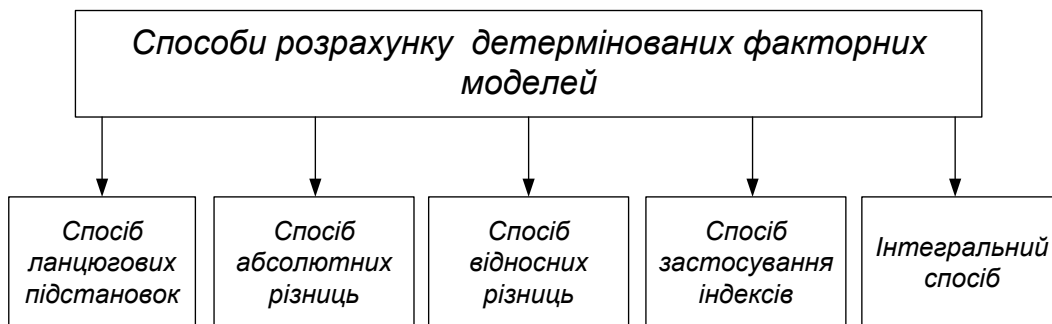 Способи розрахунку детермінованих факторних
моделей
Спосіб
ланцюгових
підстановок
Спосіб
абсолютних
різниць
Спосіб
відносних
різниць
Спосіб
застосування
індексів
Інтегральний
спосіб